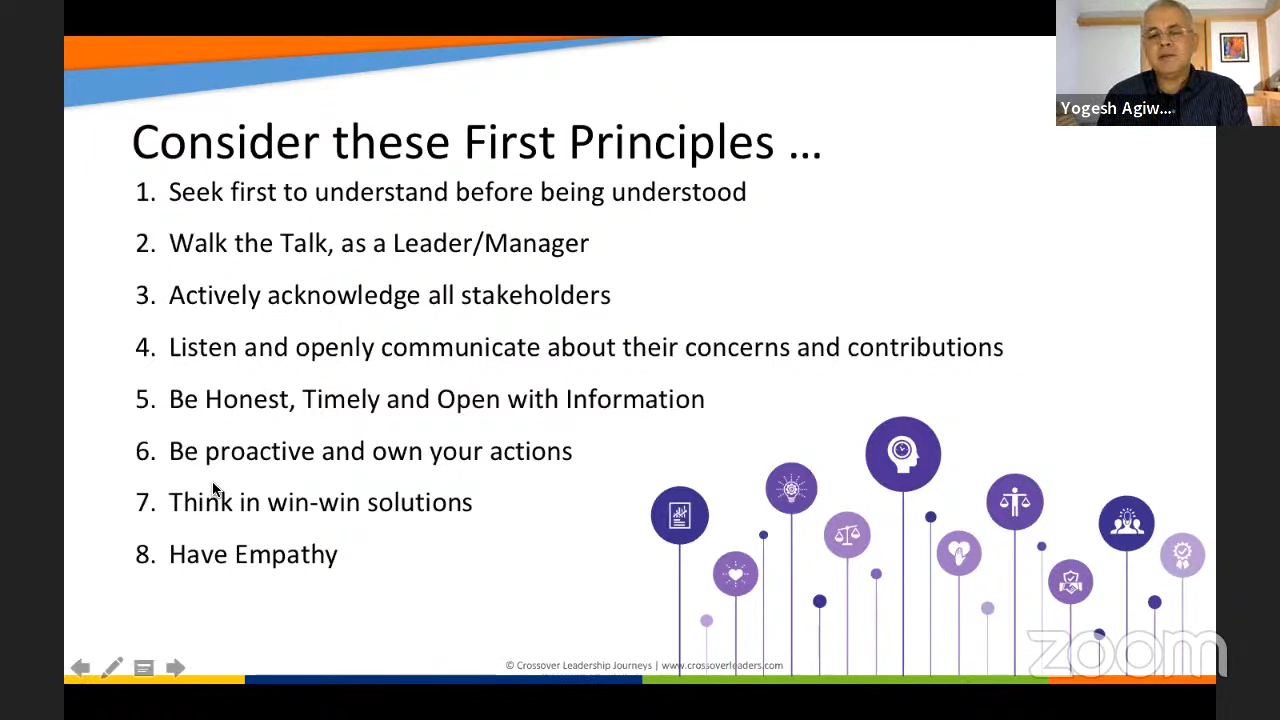 Yogesh Agiw...
Consider these First Principles ...
1. Seek first to understand before being understood
2. Walk the Talk, as a Leader/Manager
3. Actively acknowledge all stakeholders
4. Listen and openly communicate about their concerns and contributions
5. Be Honest, Timely and Open with Information
6. Be proactive and own your actions
7. Think in win-win solutions
8. Have Empathy
© Crossover Leadership Journeys | www.crossoverleaders.com
zoom